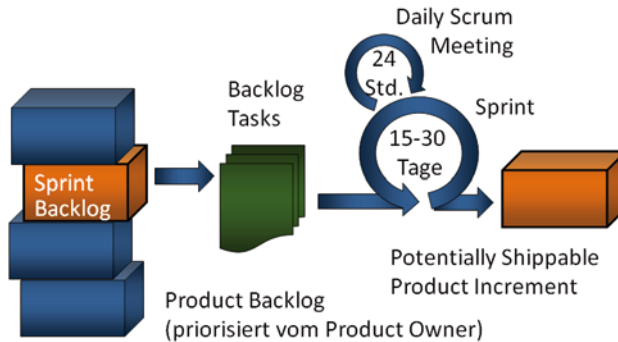 Daily Scrum
Meeting
24
Std.
Backlog
Tasks
Sprint
15-30
Tage
Sprint
Backlog
Potentially Shippable
Product Increment
Product Backlog
(priorisiert vom Product Owner)